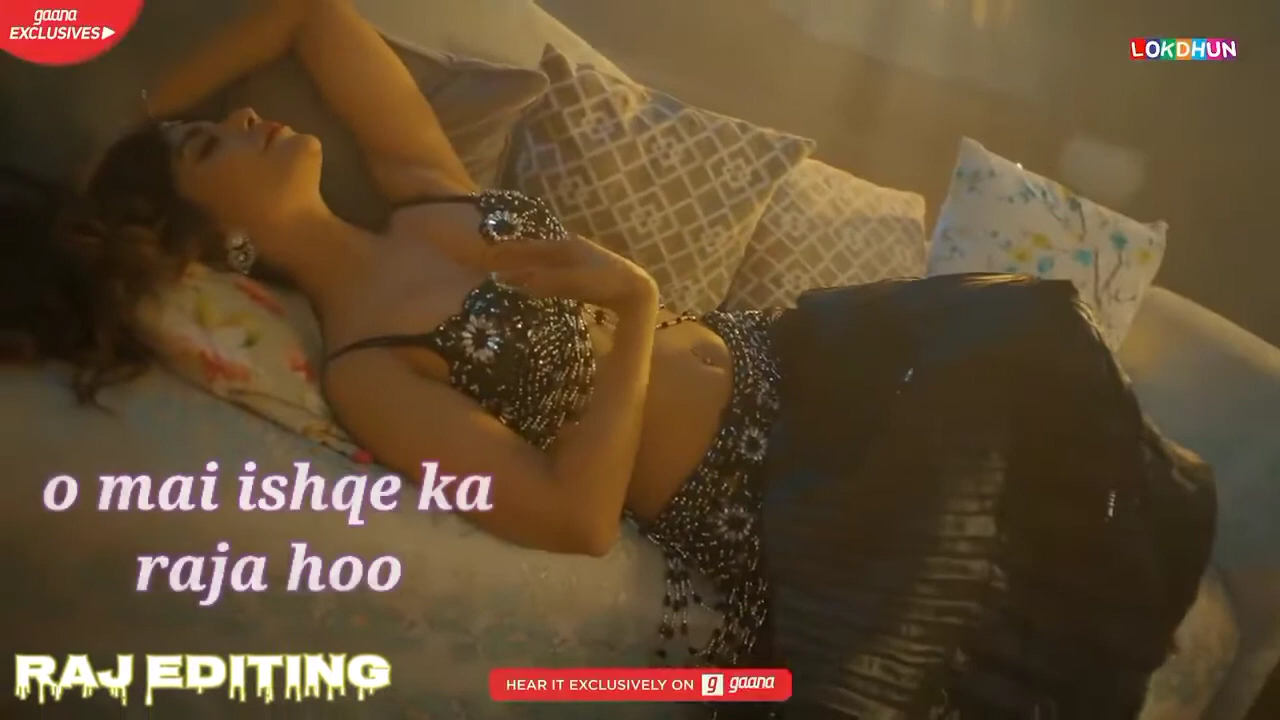 gaana
EXCLUSIVES
LOKDHUN
o mai ishqe ka
raja hoo
RAJ EDITING
HEAR IT EXCLUSIVELY ON g gaana